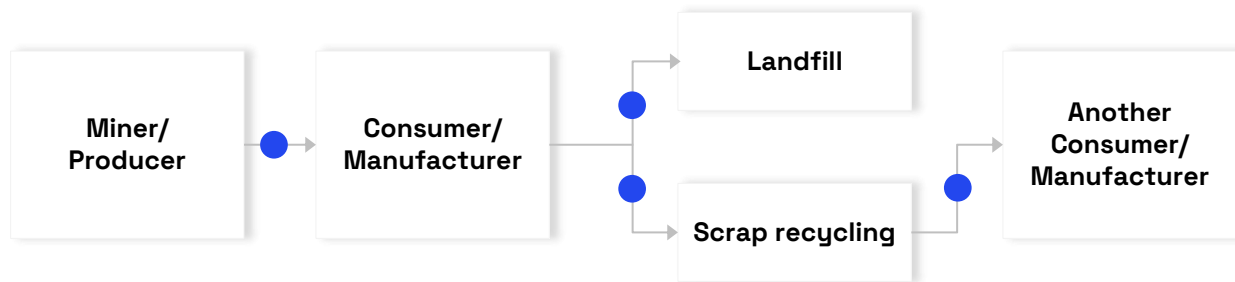 Miner/
Producer
Consumer/
Manufacturer
Landfill
Scrap recycling
Another
Consumer/
Manufacturer